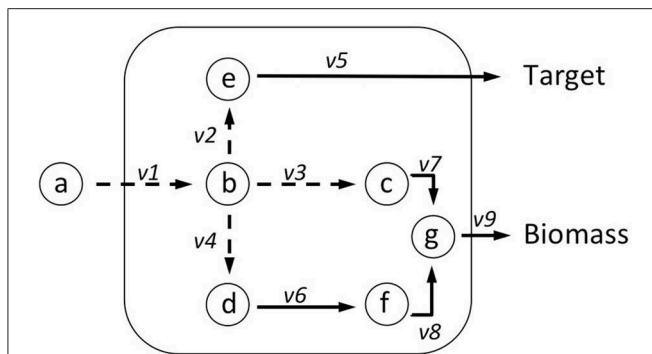 e v5 Target
v2
a v1 b v3 c v7
v4 g v9 Biomass
d v6 f v8